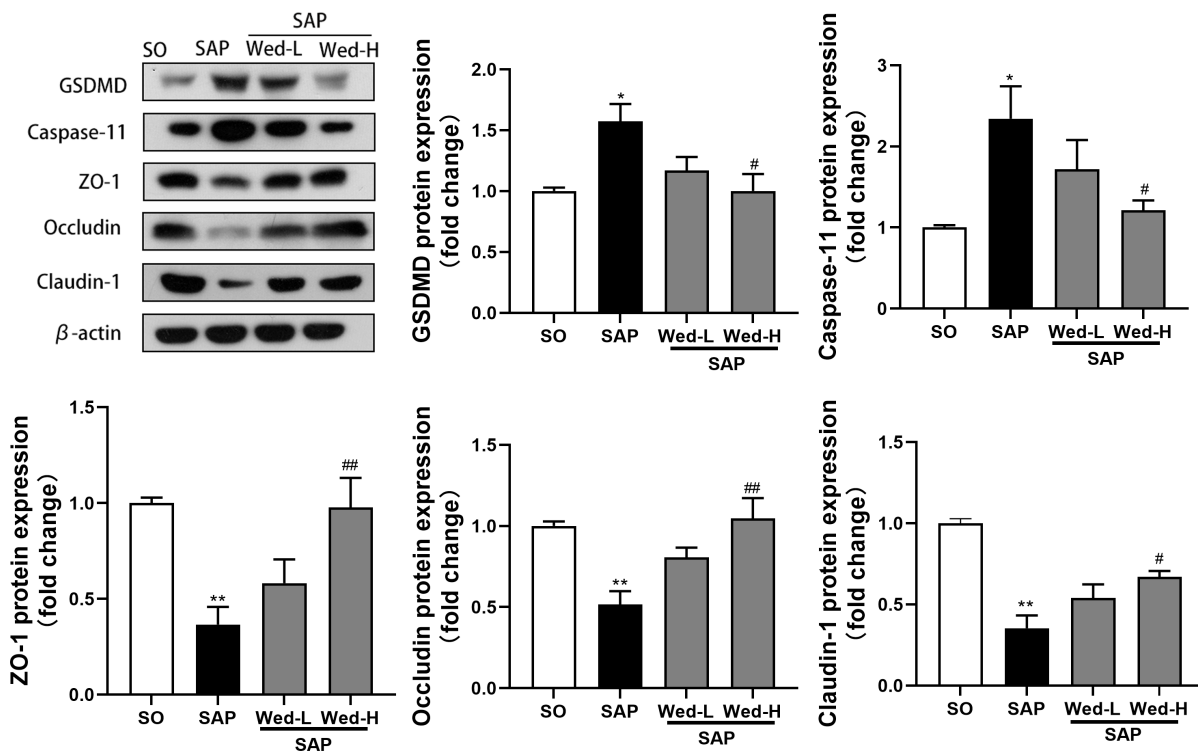 SAP
SO SAP Wed-L Wed-H
GSDMD
Caspase-11
ZO-1
Occludin
Claudin-1
β-actin
GSDMD protein expression
(fold change)
2.0
*
1.5
#
1.0
0.5
0.0
SO SAP Wed-L Wed-H
SAP
Caspase-11 protein expression
(fold change)
3
*
2
#
1
0
SO SAP Wed-L Wed-H
SAP
ZO-1 protein expression
(fold change)
1.5
##
1.0
**
0.5
0.0
SO SAP Wed-L Wed-H
SAP
Occludin protein expression
(fold change)
1.5
##
1.0
**
0.5
0.0
SO SAP Wed-L Wed-H
SAP
Claudin-1 protein expression
(fold change)
1.5
1.0
#
**
0.5
0.0
SO SAP Wed-L Wed-H
SAP